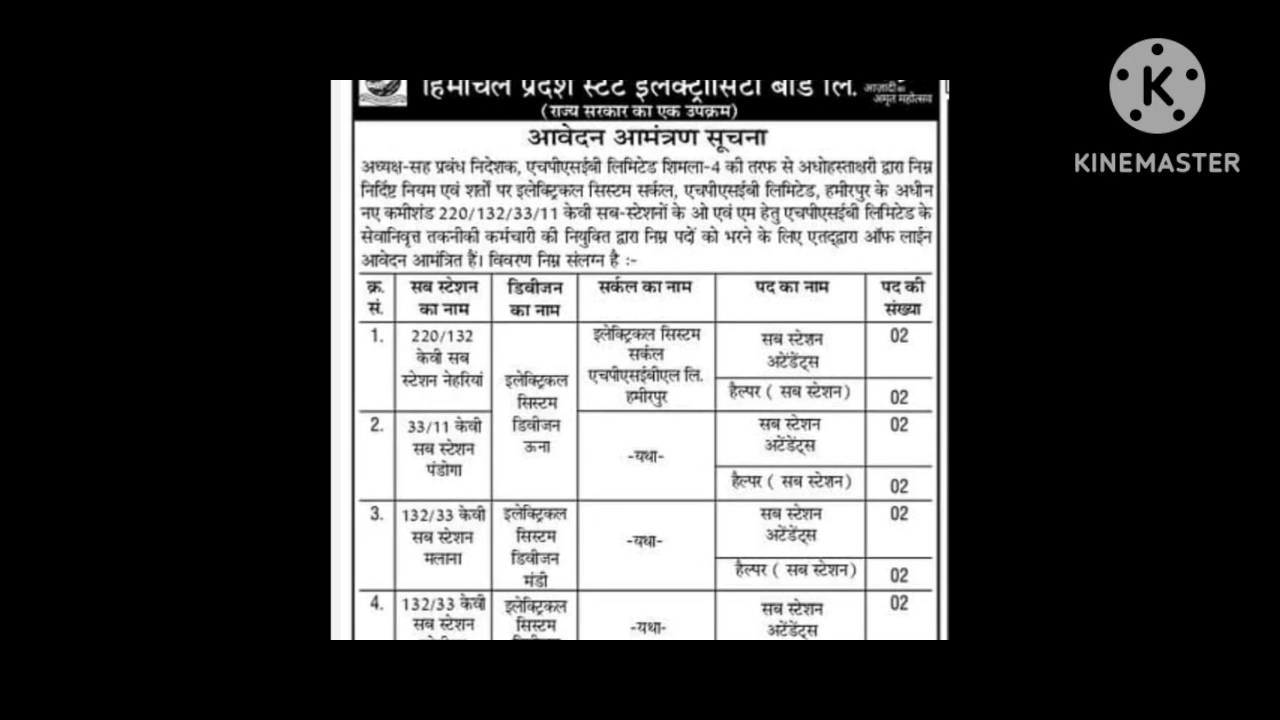 हिमाचल प्रदेश स्टेट इलेक्ट्रीसिटी बोर्ड लि.
आज़ादी का
अमृत महोत्सव
(राज्य सरकार का एक उपक्रम)
आवेदन आमंत्रण सूचना
अध्यक्ष-सह प्रबंध निदेशक, एचपीएसईबी लिमिटेड शिमला-4 की तरफ से अधोहस्ताक्षरी द्वारा निम्न
निर्दिष्ट नियम एवं शर्तों पर इलेक्ट्रिकल सिस्टम सर्कल, एचपीएसईबी लिमिटेड, हमीरपुर के अधीन
नए कमीशंड 220/132/33/11 केवी सब-स्टेशनों के ओ एवं एम हेतु एचपीएसईबी लिमिटेड के
सेवानिवृत्त तकनीकी कर्मचारी की नियुक्ति द्वारा निम्न पदों को भरने के लिए एतद्द्वारा ऑफ लाईन
आवेदन आमंत्रित हैं। विवरण निम्न संलग्न है :-
क्र. सब स्टेशन डिवीजन सर्कल का नाम पद का नाम पद की
सं. का नाम का नाम संख्या
1. 220/132 इलेक्ट्रिकल सिस्टम सब स्टेशन 02
केवी सब सर्कल अटेंडेंट्स
स्टेशन नेहरियां इलेक्ट्रिकल एचपीएसईबीएल लि.
सिस्टम हमीरपुर हैल्पर ( सब स्टेशन) 02
2. 33/11 केवी डिवीजन सब स्टेशन 02
सब स्टेशन ऊना -यथा- अटेंडेंट्स
पंडोगा हैल्पर ( सब स्टेशन) 02
3. 132/33 केवी इलेक्ट्रिकल सब स्टेशन 02
सब स्टेशन सिस्टम -यथा- अटेंडेंट्स
मलाना डिवीजन
मंडी हैल्पर ( सब स्टेशन) 02
4. 132/33 केवी इलेक्ट्रिकल सब स्टेशन 02
सब स्टेशन सिस्टम -यथा- अटेंडेंट्स
K
KINEMASTER